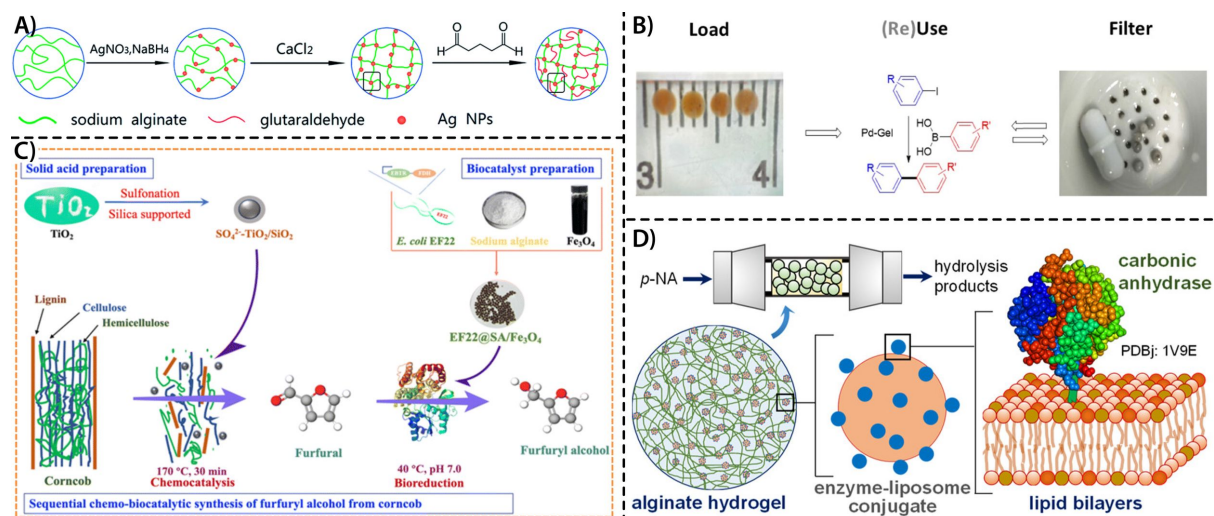 A)
AgNO₃,NaBH₄
CaCl₂
O
H
H
O
sodium alginate
glutaraldehyde
Ag NPs
B)
Load
(Re)Use
Filter
3
4
R
I
Pd-Gel
HO
B
HO
R'
R
R'
C)
Solid acid preparation
TiO₂
TiO₂
Sulfonation
Silica supported
SO₄²⁻-TiO₂/SiO₂
Biocatalyst preparation
E. coli EF22
Sodium alginate
Fe₃O₄
EF22@SA/Fe₃O₄
Lignin
Cellulose
Hemicellulose
Corncob
170 °C, 30 min
Chemocatalysis
Furfural
40 °C, pH 7.0
Bioreduction
Furfuryl alcohol
Sequential chemo-biocatalytic synthesis of furfuryl alcohol from corncob
D)
p-NA
hydrolysis
products
carbonic
anhydrase
PDBj: 1V9E
alginate hydrogel
enzyme-liposome
conjugate
lipid bilayers